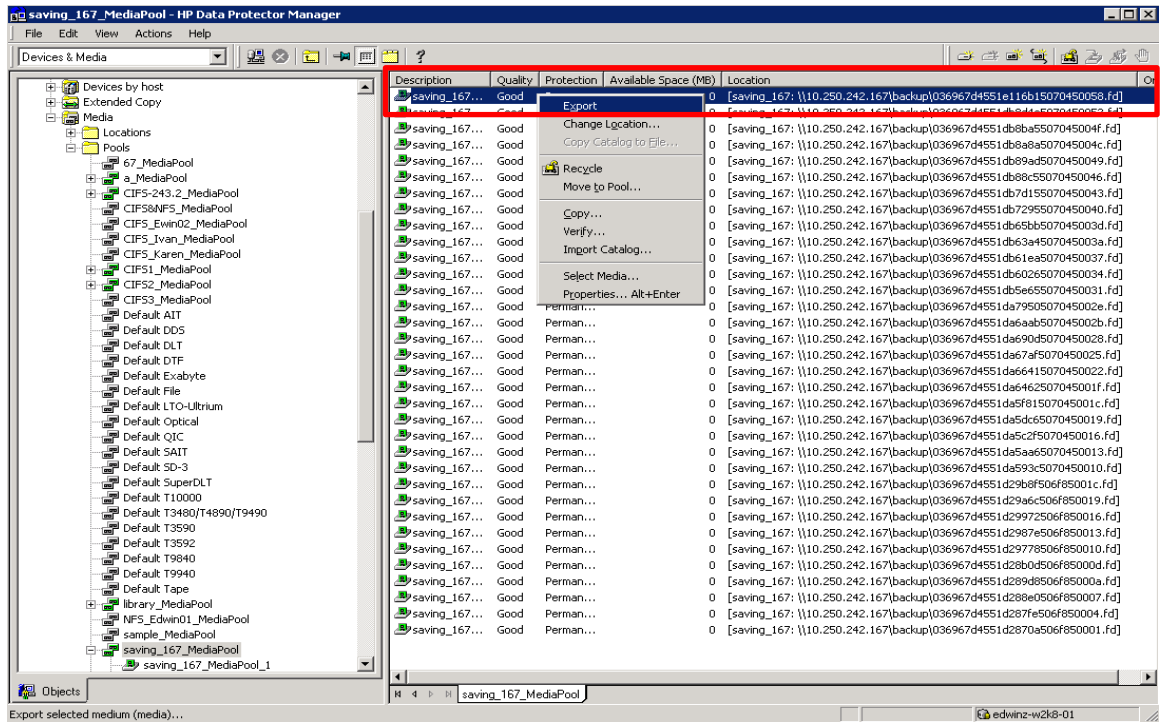 saving_167_MediaPool - HP Data Protector Manager
File Edit View Actions Help
Devices & Media
Devices by host
Extended Copy
Media
Locations
Pools
67_MediaPool
a_MediaPool
CIFS-243.2_MediaPool
CIFS&NFS_MediaPool
CIFS_Ewin02_MediaPool
CIFS_Ivan_MediaPool
CIFS_Karen_MediaPool
CIFS1_MediaPool
CIFS2_MediaPool
CIFS3_MediaPool
Default AIT
Default DDS
Default DLT
Default DTF
Default Exabyte
Default File
Default LTO-Ultrium
Default Optical
Default QIC
Default SAIT
Default SD-3
Default SuperDLT
Default T10000
Default T3480/T4890/T9490
Default T3590
Default T3592
Default T9840
Default T9940
Default Tape
library_MediaPool
NFS_Edwin01_MediaPool
sample_MediaPool
saving_167_MediaPool
saving_167_MediaPool_1
Objects
Description Quality Protection Available Space (MB) Location
saving_167... Good 0 [saving_167: \\10.250.242.167\backup\036967d4551e116b15070450058.fd]
saving_167... Good 0 [saving_167: \\10.250.242.167\backup\036967d4551db8ba5507045004f.fd]
saving_167... Good 0 [saving_167: \\10.250.242.167\backup\036967d4551db8a8a507045004c.fd]
saving_167... Good 0 [saving_167: \\10.250.242.167\backup\036967d4551db89ad5070450049.fd]
saving_167... Good 0 [saving_167: \\10.250.242.167\backup\036967d4551db88c55070450046.fd]
saving_167... Good 0 [saving_167: \\10.250.242.167\backup\036967d4551db7d155070450043.fd]
saving_167... Good 0 [saving_167: \\10.250.242.167\backup\036967d4551db72955070450040.fd]
saving_167... Good 0 [saving_167: \\10.250.242.167\backup\036967d4551db65bb507045003d.fd]
saving_167... Good 0 [saving_167: \\10.250.242.167\backup\036967d4551db63a4507045003a.fd]
saving_167... Good 0 [saving_167: \\10.250.242.167\backup\036967d4551db61ea5070450037.fd]
saving_167... Good 0 [saving_167: \\10.250.242.167\backup\036967d4551db60265070450034.fd]
saving_167... Good 0 [saving_167: \\10.250.242.167\backup\036967d4551db5e655070450031.fd]
saving_167... Good Perman... 0 [saving_167: \\10.250.242.167\backup\036967d4551da7950507045002e.fd]
saving_167... Good Perman... 0 [saving_167: \\10.250.242.167\backup\036967d4551da6aab507045002b.fd]
saving_167... Good Perman... 0 [saving_167: \\10.250.242.167\backup\036967d4551da690d5070450028.fd]
saving_167... Good Perman... 0 [saving_167: \\10.250.242.167\backup\036967d4551da67af5070450025.fd]
saving_167... Good Perman... 0 [saving_167: \\10.250.242.167\backup\036967d4551da66415070450022.fd]
saving_167... Good Perman... 0 [saving_167: \\10.250.242.167\backup\036967d4551da6462507045001f.fd]
saving_167... Good Perman... 0 [saving_167: \\10.250.242.167\backup\036967d4551da5f81507045001c.fd]
saving_167... Good Perman... 0 [saving_167: \\10.250.242.167\backup\036967d4551da5dc65070450019.fd]
saving_167... Good Perman... 0 [saving_167: \\10.250.242.167\backup\036967d4551da5c2f5070450016.fd]
saving_167... Good Perman... 0 [saving_167: \\10.250.242.167\backup\036967d4551da5aa65070450013.fd]
saving_167... Good Perman... 0 [saving_167: \\10.250.242.167\backup\036967d4551da593c5070450010.fd]
saving_167... Good Perman... 0 [saving_167: \\10.250.242.167\backup\036967d4551d29b8f506f85001c.fd]
saving_167... Good Perman... 0 [saving_167: \\10.250.242.167\backup\036967d4551d29a6c506f850019.fd]
saving_167... Good Perman... 0 [saving_167: \\10.250.242.167\backup\036967d4551d29972506f850016.fd]
saving_167... Good Perman... 0 [saving_167: \\10.250.242.167\backup\036967d4551d2987e506f850013.fd]
saving_167... Good Perman... 0 [saving_167: \\10.250.242.167\backup\036967d4551d29778506f850010.fd]
saving_167... Good Perman... 0 [saving_167: \\10.250.242.167\backup\036967d4551d28b0d506f85000d.fd]
saving_167... Good Perman... 0 [saving_167: \\10.250.242.167\backup\036967d4551d289d8506f85000a.fd]
saving_167... Good Perman... 0 [saving_167: \\10.250.242.167\backup\036967d4551d288e0506f850007.fd]
saving_167... Good Perman... 0 [saving_167: \\10.250.242.167\backup\036967d4551d287fe506f850004.fd]
saving_167... Good Perman... 0 [saving_167: \\10.250.242.167\backup\036967d4551d2870a506f850001.fd]
Export
Change Location...
Copy Catalog to File...
Recycle
Move to Pool...
Copy...
Verify...
Import Catalog...
Select Media...
Properties... Alt+Enter
saving_167_MediaPool
Export selected medium (media)...
edwinz-w2k8-01